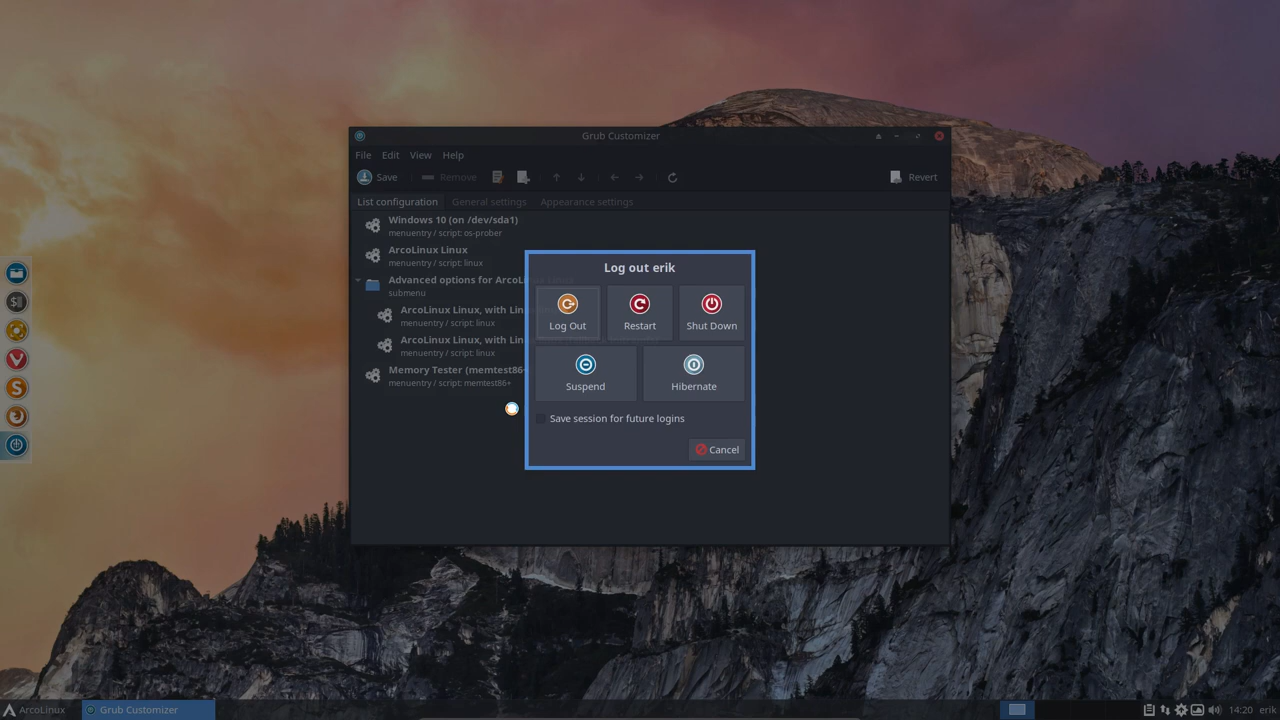 Grub Customizer
File Edit View Help
Save Remove Revert
List configuration General settings Appearance settings
Windows 10 (on /dev/sda1)
menuentry / script: os-prober
ArcoLinux Linux
menuentry / script: linux
Advanced options for ArcoLinux Linux
submenu
ArcoLinux Linux, with Lin
menuentry / script: linux
ArcoLinux Linux, with Lin
menuentry / script: linux
Memory Tester (memtest86+
menuentry / script: memtest86+
Log out erik
Log Out Restart Shut Down
Suspend Hibernate
Save session for future logins
Cancel
ArcoLinux Grub Customizer 14:20 erik